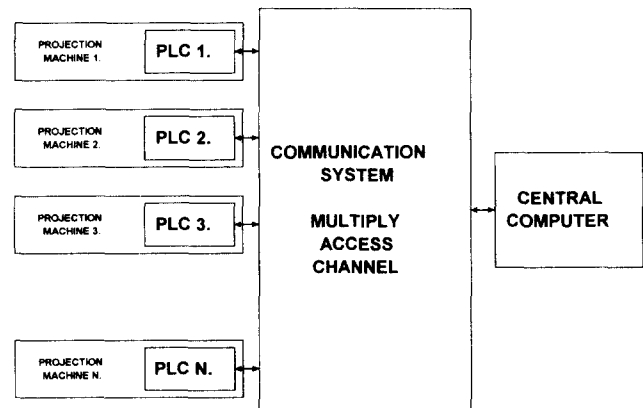 PROJECTION
MACHINE 1.
PLC 1.
PROJECTION
MACHINE 2.
PLC 2.
PROJECTION
MACHINE 3.
PLC 3.
PROJECTION
MACHINE N.
PLC N.
COMMUNICATION
SYSTEM
MULTIPLY
ACCESS
CHANNEL
CENTRAL
COMPUTER